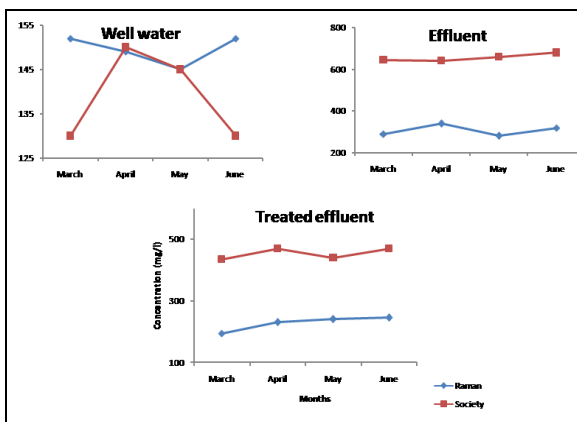 Well water
155
145
135
125
March April May June
Effluent
800
600
400
200
March April May June
Treated effluent
Concentration (mg/l)
500
300
100
March April May June
Months
Raman
Society